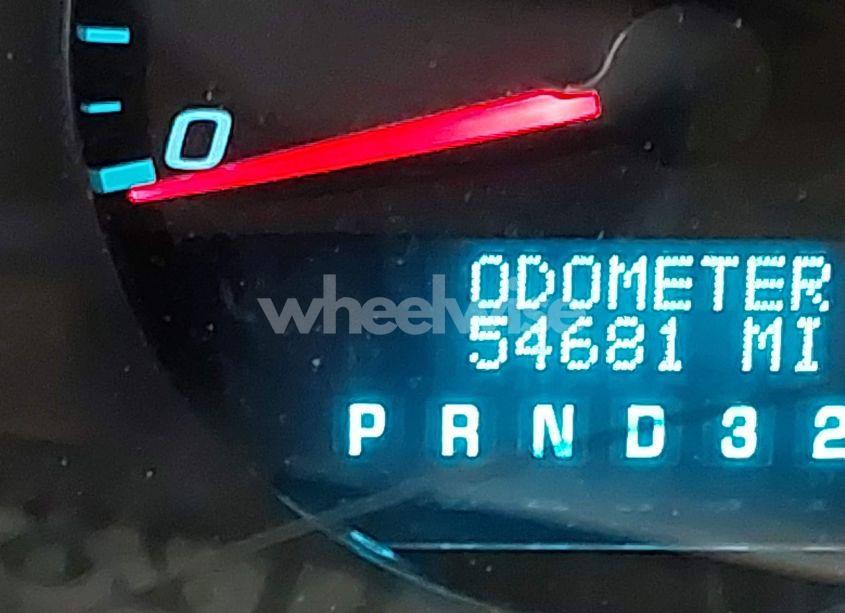 0
ODOMETER
wheelwise
54681 MI
P R N D 3 2